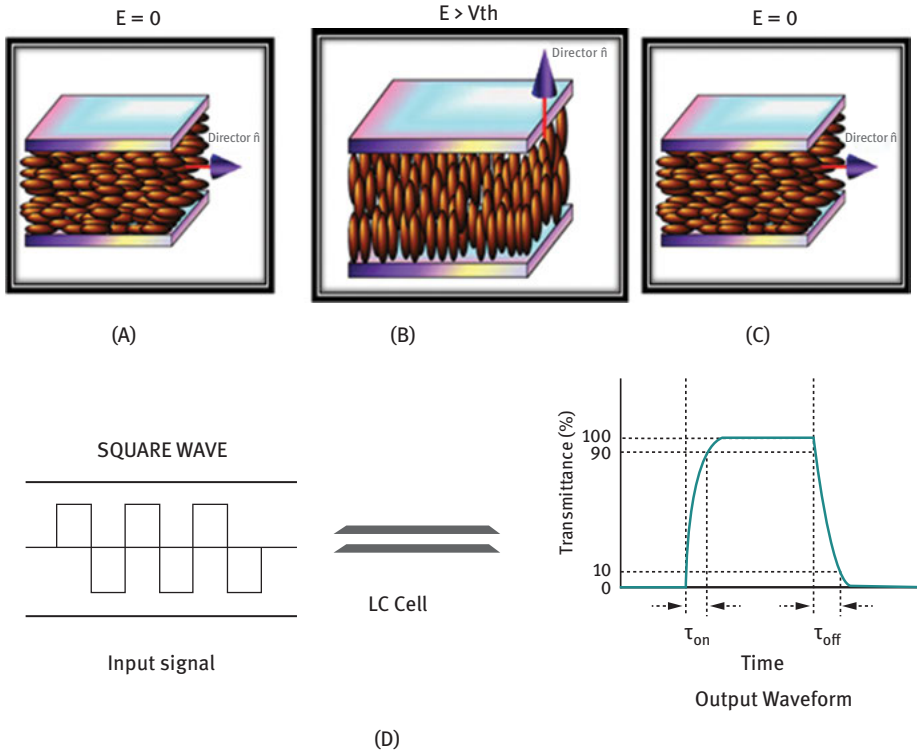 E = 0
E > Vth
E = 0
Director n̂
Director n̂
Director n̂
(A)
(B)
(C)
SQUARE WAVE
Input signal
LC Cell
Transmittance (%)
100
90
10
0
τon
τoff
Time
Output Waveform
(D)